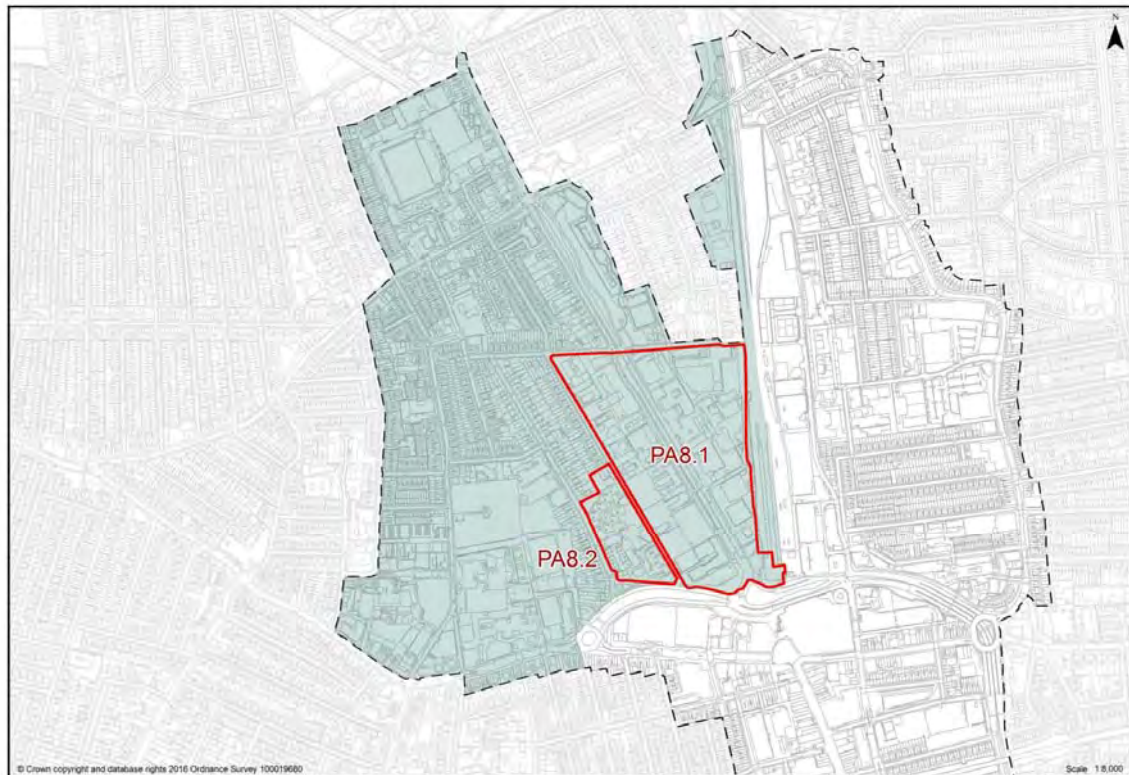 N
PA8.1
PA8.2
© Crown copyright and database rights 2016 Ordnance Survey 100019680
Scale 1:8,000